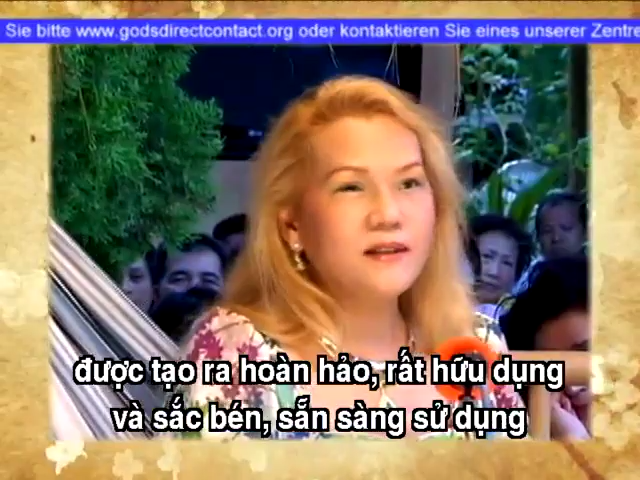 Sie bitte www.godsdirectcontact.org oder kontaktieren Sie eines unserer Zentre
được tạo ra hoàn hảo, rất hữu dụng
và sắc bén, sẵn sàng sử dụng